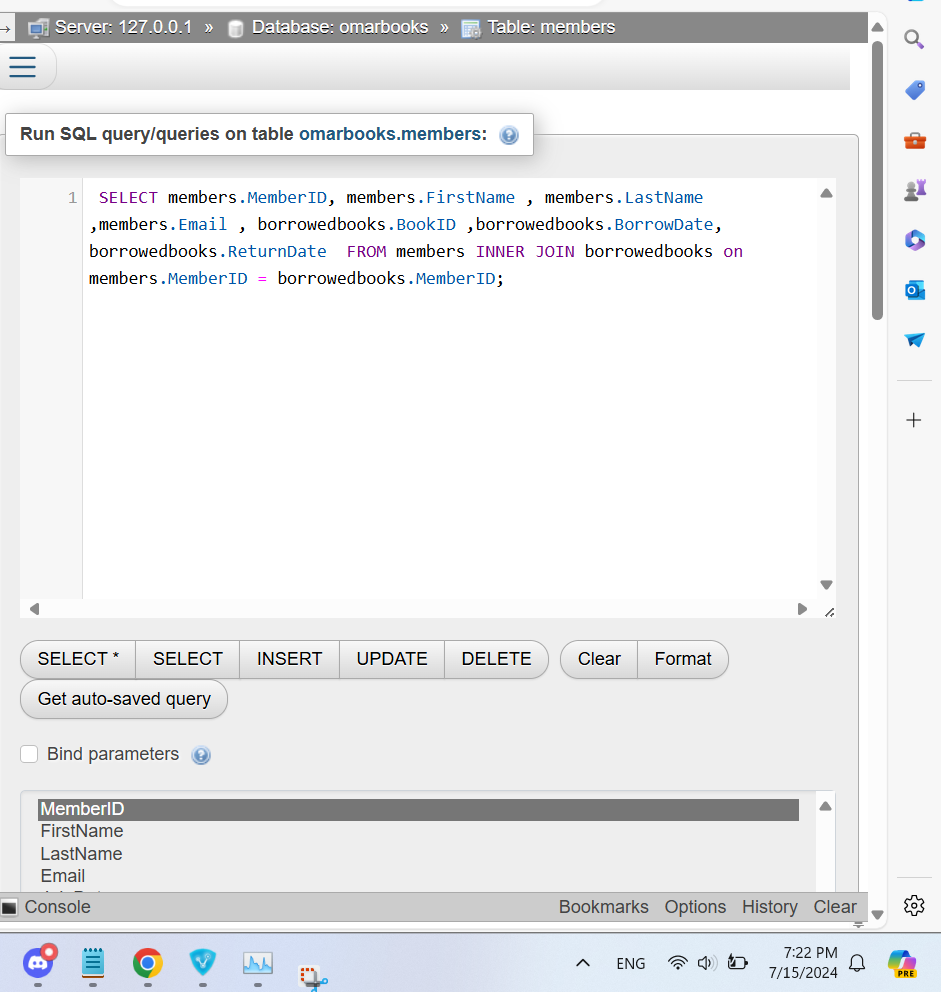 Server: 127.0.0.1 » Database: omarbooks » Table: members
Run SQL query/queries on table omarbooks.members:
1 SELECT members.MemberID, members.FirstName , members.LastName
,members.Email , borrowedbooks.BookID ,borrowedbooks.BorrowDate,
borrowedbooks.ReturnDate FROM members INNER JOIN borrowedbooks on
members.MemberID = borrowedbooks.MemberID;
SELECT * SELECT INSERT UPDATE DELETE Clear Format
Get auto-saved query
Bind parameters
MemberID
FirstName
LastName
Email
Console Bookmarks Options History Clear
ENG
7:22 PM
7/15/2024
PRE